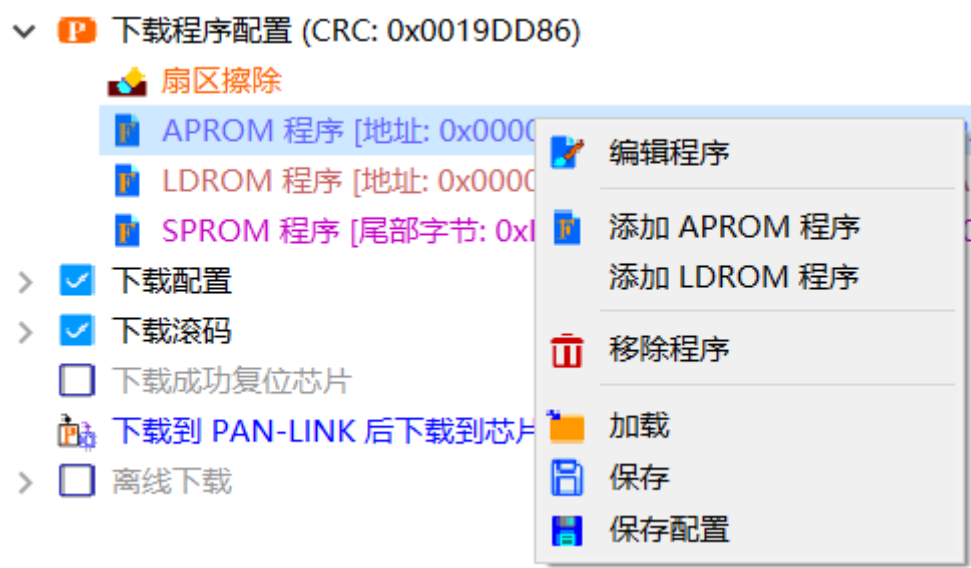 下载程序配置 (CRC: 0x0019DD86)
扇区擦除
APROM 程序 [地址: 0x0000
LDROM 程序 [地址: 0x0000
SPROM 程序 [尾部字节: 0x
下载配置
下载滚码
下载成功复位芯片
下载到 PAN-LINK 后下载到芯片
离线下载
编辑程序
添加 APROM 程序
添加 LDROM 程序
移除程序
加载
保存
保存配置